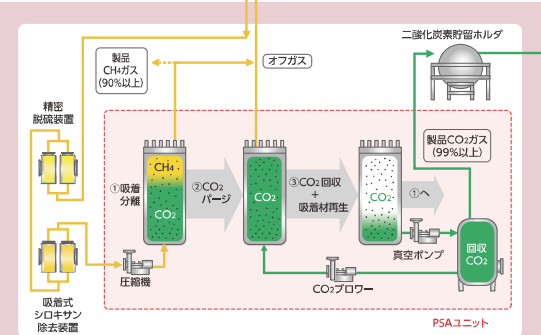 二酸化炭素貯留ホルダ
製品
CH4ガス
(90%以上)
オフガス
精密
脱硫装置
製品CO2ガス
(99%以上)
①吸着
分離
CH4
CO2
②CO2
パージ
CO2
③CO2回収
+
吸着材再生
CO2
①へ
真空ポンプ
回収
CO2
圧縮機
CO2ブロワー
吸着式
シロキサン
除去装置
PSAユニット